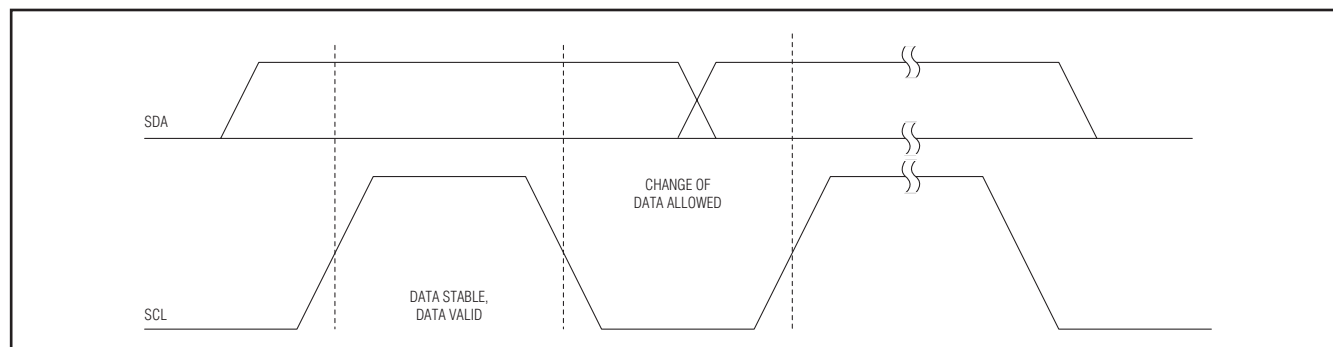 SDA
CHANGE OF
DATA ALLOWED
DATA STABLE,
DATA VALID
SCL